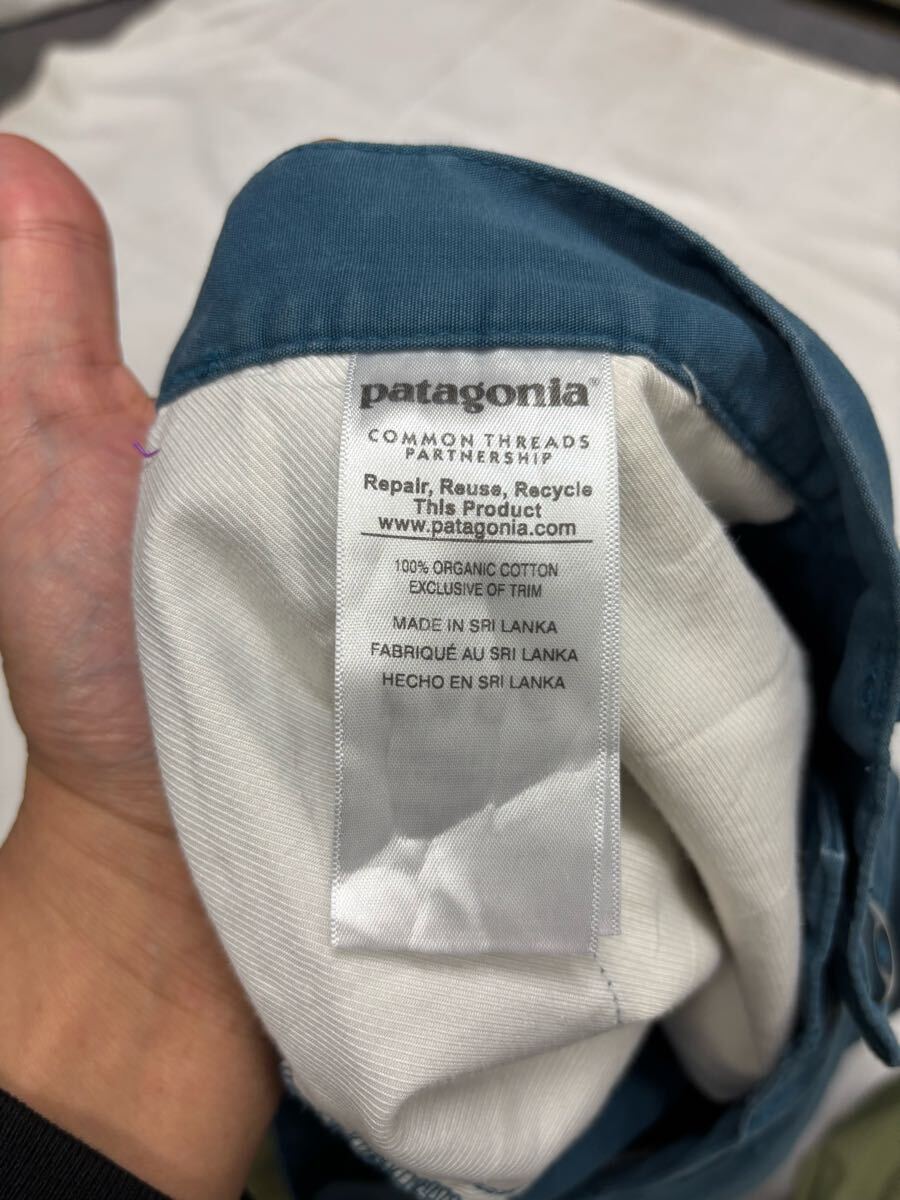 patagonia®
COMMON THREADS
PARTNERSHIP
Repair, Reuse, Recycle
This Product
www.patagonia.com
100% ORGANIC COTTON
EXCLUSIVE OF TRIM
MADE IN SRI LANKA
FABRIQUÉ AU SRI LANKA
HECHO EN SRI LANKA